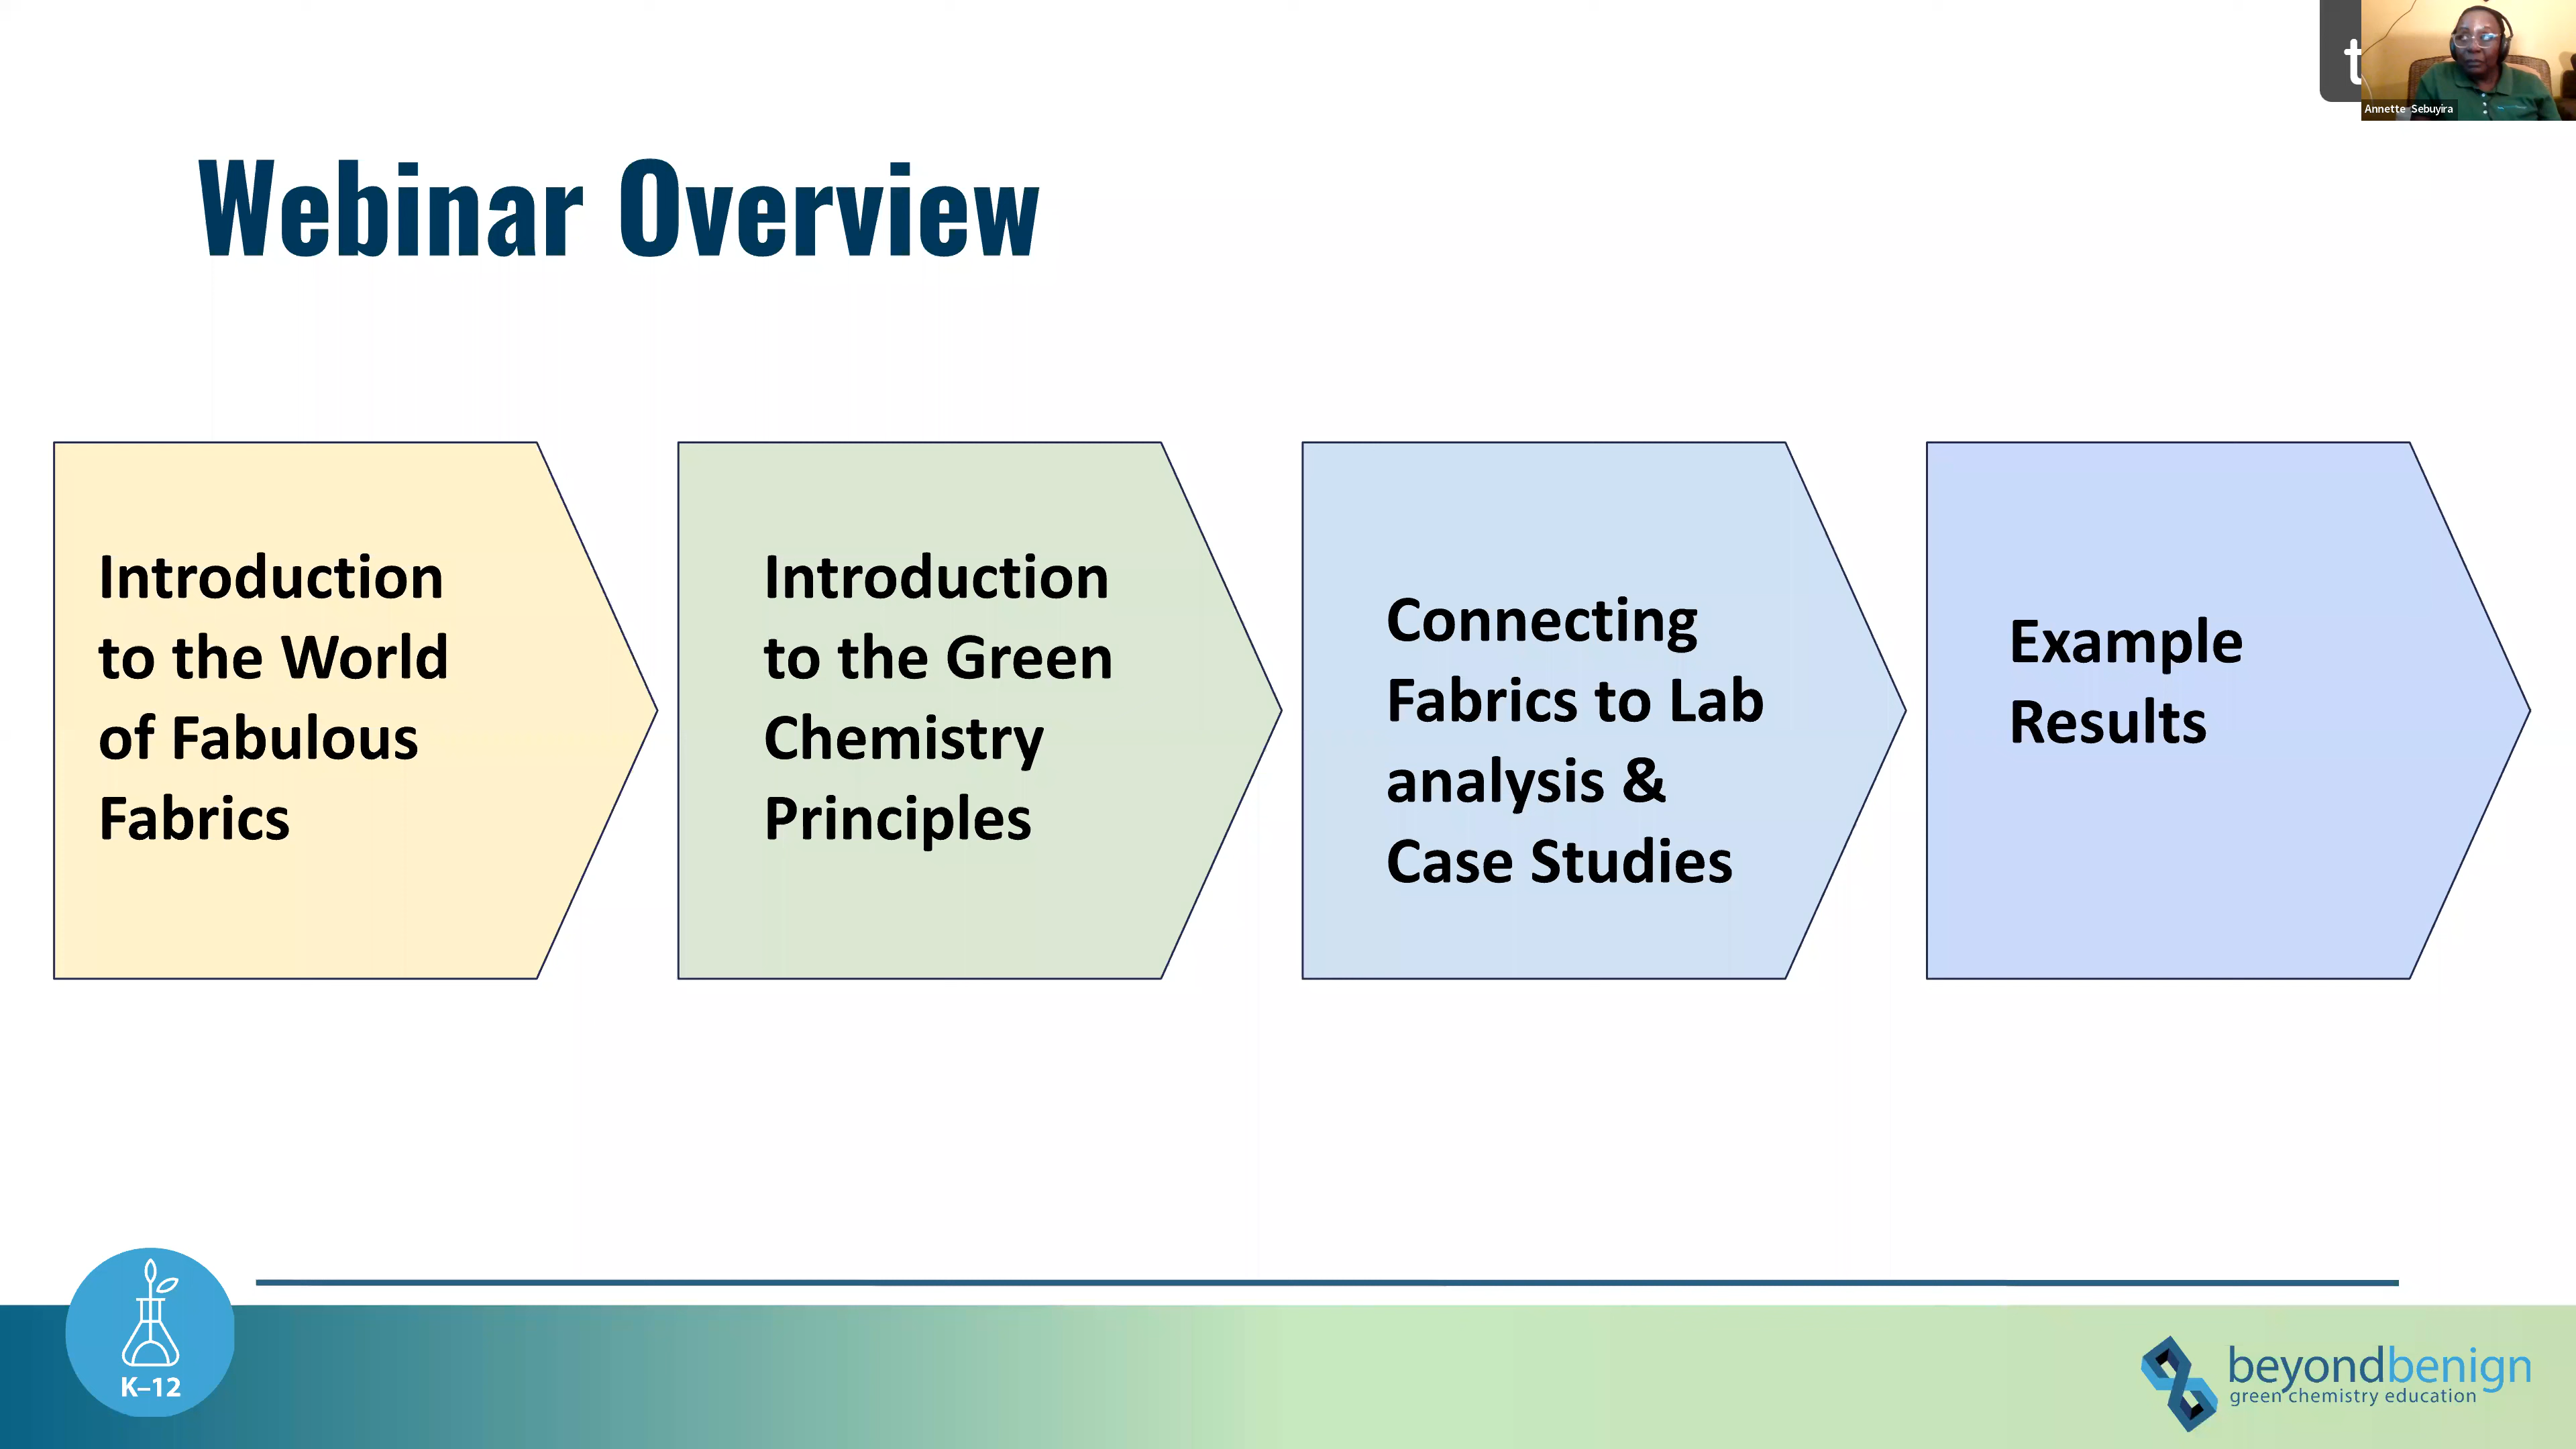 t
Annette Sebuyira
Webinar Overview
Introduction
to the World
of Fabulous
Fabrics
Introduction
to the Green
Chemistry
Principles
Connecting
Fabrics to Lab
analysis &
Case Studies
Example
Results
K–12
beyondbenign
green chemistry education